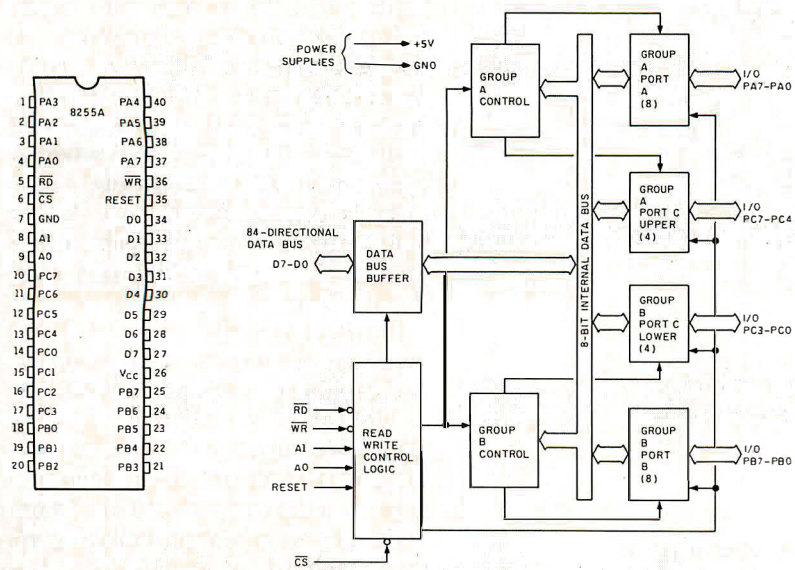 8255A
1 PA3 PA4 40
2 PA2 PA5 39
3 PA1 PA6 38
4 PA0 PA7 37
5 RD WR 36
6 CS RESET 35
7 GND D0 34
8 A1 D1 33
9 A0 D2 32
10 PC7 D3 31
11 PC6 D4 30
12 PC5 D5 29
13 PC4 D6 28
14 PC0 D7 27
15 PC1 VCC 26
16 PC2 PB7 25
17 PC3 PB6 24
18 PB0 PB5 23
19 PB1 PB4 22
20 PB2 PB3 21
POWER
SUPPLIES
+5V
GND
GROUP
A
CONTROL
GROUP
A
PORT
A
(8)
I/O
PA7-PA0
GROUP
A
PORT C
UPPER
(4)
I/O
PC7-PC4
84-DIRECTIONAL
DATA BUS
D7-D0
DATA
BUS
BUFFER
8-BIT INTERNAL DATA BUS
GROUP
B
PORT C
LOWER
(4)
I/O
PC3-PC0
RD
WR
A1
A0
RESET
CS
READ
WRITE
CONTROL
LOGIC
GROUP
B
CONTROL
GROUP
B
PORT
B
(8)
I/O
PB7-PB0